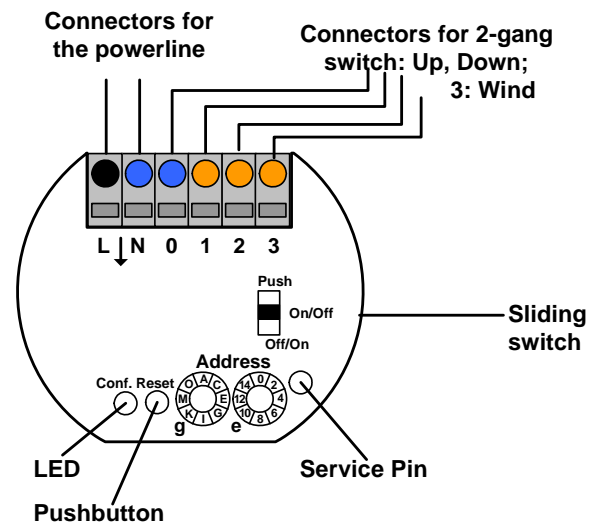 Connectors for
the powerline
Connectors for 2-gang
switch: Up, Down;
3: Wind
L N 0 1 2 3
Push
On/Off
Off/On
Sliding
switch
Address
Conf. Reset
O A C
M E
K I G
14 0 2
12 4
10 8 6
g e
LED
Service Pin
Pushbutton